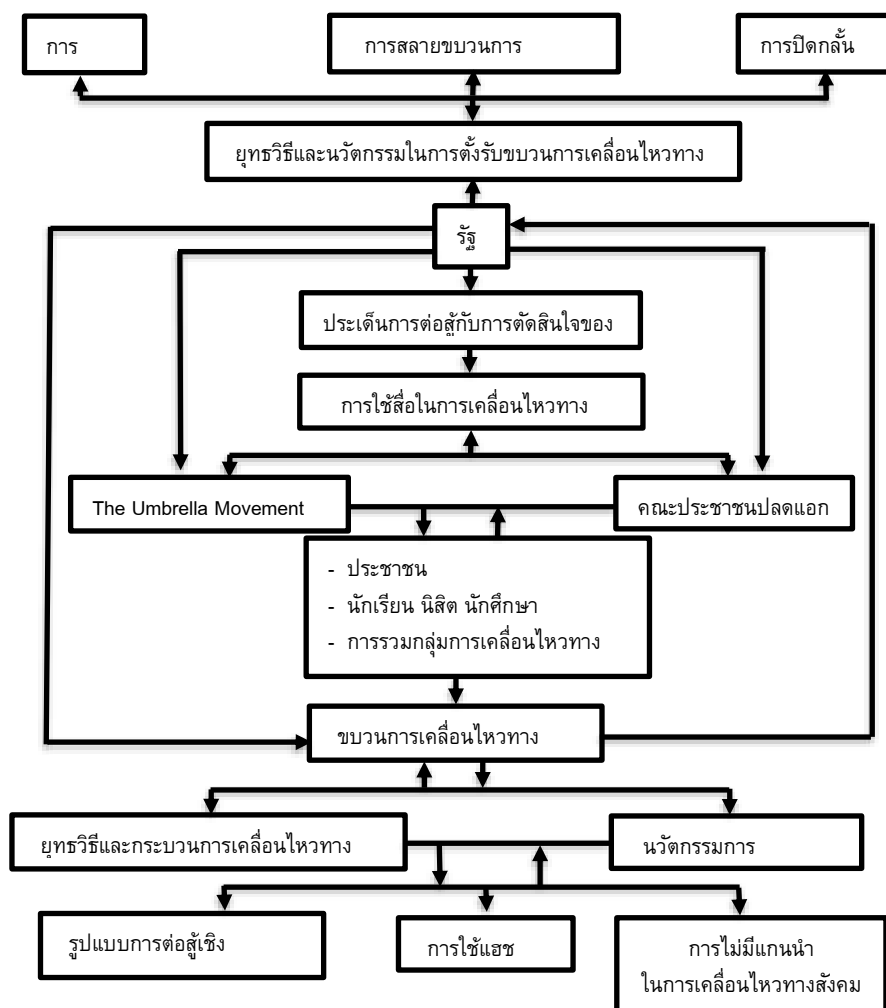 การ
การสลายขบวนการ
การปิดกลั้น
ยุทธวิธีและนวัตกรรมในการตั้งรับขบวนการเคลื่อนไหวทาง
รัฐ
ประเด็นการต่อสู้กับการตัดสินใจของ
การใช้สื่อในการเคลื่อนไหวทาง
The Umbrella Movement
คณะประชาชนปลดแอก
- ประชาชน
- นักเรียน นิสิต นักศึกษา
- การรวมกลุ่มการเคลื่อนไหวทาง
ขบวนการเคลื่อนไหวทาง
ยุทธวิธีและกระบวนการเคลื่อนไหวทาง
นวัตกรรมการ
รูปแบบการต่อสู้เชิง
การใช้แฮช
การไม่มีแกนนำ
ในการเคลื่อนไหวทางสังคม